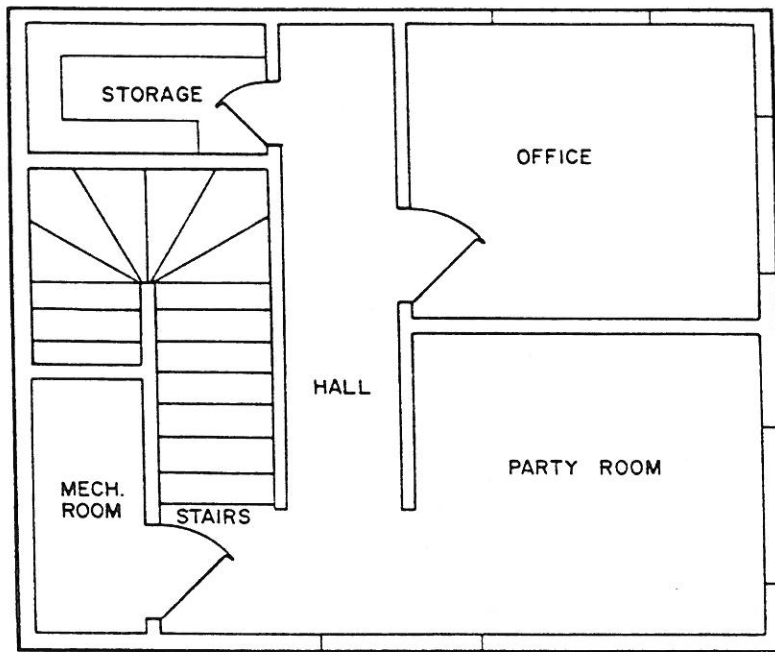 STORAGE
OFFICE
HALL
PARTY ROOM
MECH.
ROOM
STAIRS